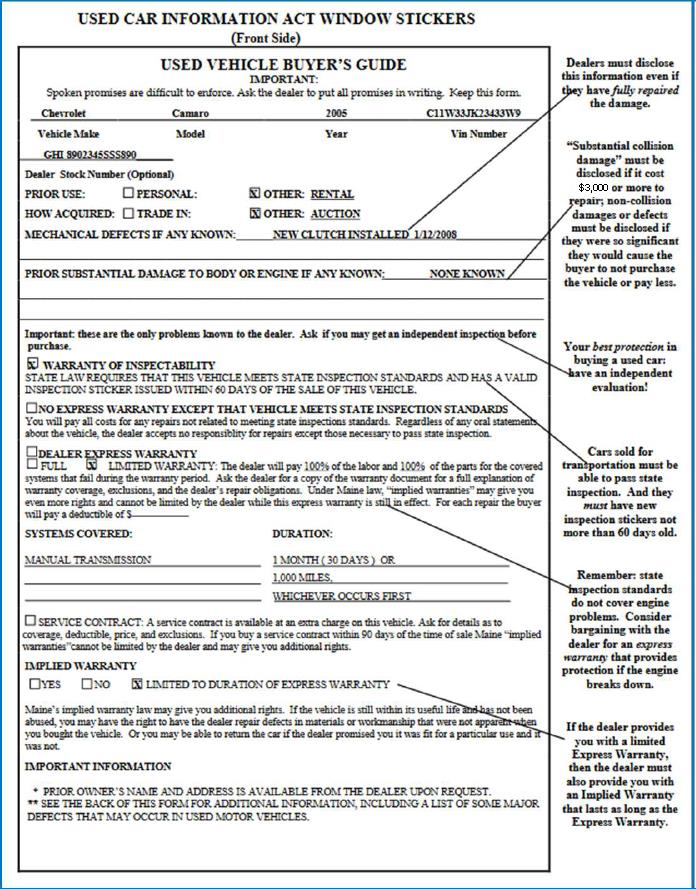 USED CAR INFORMATION ACT WINDOW STICKERS
(Front Side)
USED VEHICLE BUYER'S GUIDE
IMPORTANT:
Spoken promises are difficult to enforce. Ask the dealer to put all promises in writing. Keep this form.
Chevrolet Camaro 2005 C11W33JK23433W9
Vehicle Make Model Year Vin Number
GHI 8902345SSS890
Dealer Stock Number (Optional)
PRIOR USE: PERSONAL: X OTHER: RENTAL
HOW ACQUIRED: TRADE IN: X OTHER: AUCTION
MECHANICAL DEFECTS IF ANY KNOWN: NEW CLUTCH INSTALLED 1/12/2008
PRIOR SUBSTANTIAL DAMAGE TO BODY OR ENGINE IF ANY KNOWN: NONE KNOWN
Important: these are the only problems known to the dealer. Ask if you may get an independent inspection before
purchase.
X WARRANTY OF INSPECTABILITY
STATE LAW REQUIRES THAT THIS VEHICLE MEETS STATE INSPECTION STANDARDS AND HAS A VALID
INSPECTION STICKER ISSUED WITHIN 60 DAYS OF THE SALE OF THIS VEHICLE.
NO EXPRESS WARRANTY EXCEPT THAT VEHICLE MEETS STATE INSPECTION STANDARDS
You will pay all costs for any repairs not related to meeting state inspections standards. Regardless of any oral statements
about the vehicle, the dealer accepts no responsiblity for repairs except those necessary to pass state inspection.
DEALER EXPRESS WARRANTY
FULL X LIMITED WARRANTY: The dealer will pay 100% of the labor and 100% of the parts for the covered
systems that fail during the warranty period. Ask the dealer for a copy of the warranty document for a full explanation of
warranty coverage, exclusions, and the dealer's repair obligations. Under Maine law, "implied warranties" may give you
even more rights and cannot be limited by the dealer while this express warranty is still in effect. For each repair the buyer
will pay a deductible of $
SYSTEMS COVERED: DURATION:
MANUAL TRANSMISSION 1 MONTH ( 30 DAYS ) OR
1,000 MILES,
WHICHEVER OCCURS FIRST
SERVICE CONTRACT: A service contract is available at an extra charge on this vehicle. Ask for details as to
coverage, deductible, price, and exclusions. If you buy a service contract within 90 days of the time of sale Maine "implied
warranties"cannot be limited by the dealer and may give you additional rights.
IMPLIED WARRANTY
YES NO X LIMITED TO DURATION OF EXPRESS WARRANTY
Maine's implied warranty law may give you additional rights. If the vehicle is still within its useful life and has not been
abused, you may have the right to have the dealer repair defects in materials or workmanship that were not apparent when
you bought the vehicle. Or you may be able to return the car if the dealer promised you it was fit for a particular use and it
was not.
IMPORTANT INFORMATION
* PRIOR OWNER'S NAME AND ADDRESS IS AVAILABLE FROM THE DEALER UPON REQUEST.
** SEE THE BACK OF THIS FORM FOR ADDITIONAL INFORMATION, INCLUDING A LIST OF SOME MAJOR
DEFECTS THAT MAY OCCUR IN USED MOTOR VEHICLES.
Dealers must disclose
this information even if
they have fully repaired
the damage.
"Substantial collision
damage" must be
disclosed if it cost
$3,000 or more to
repair; non-collision
damages or defects
must be disclosed if
they were so significant
they would cause the
buyer to not purchase
the vehicle or pay less.
Your best protection in
buying a used car:
have an independent
evaluation!
Cars sold for
transportation must be
able to pass state
inspection. And they
must have new
inspection stickers not
more than 60 days old.
Remember: state
inspection standards
do not cover engine
problems. Consider
bargaining with the
dealer for an express
warranty that provides
protection if the engine
breaks down.
If the dealer provides
you with a limited
Express Warranty,
then the dealer must
also provide you with
an Implied Warranty
that lasts as long as the
Express Warranty.